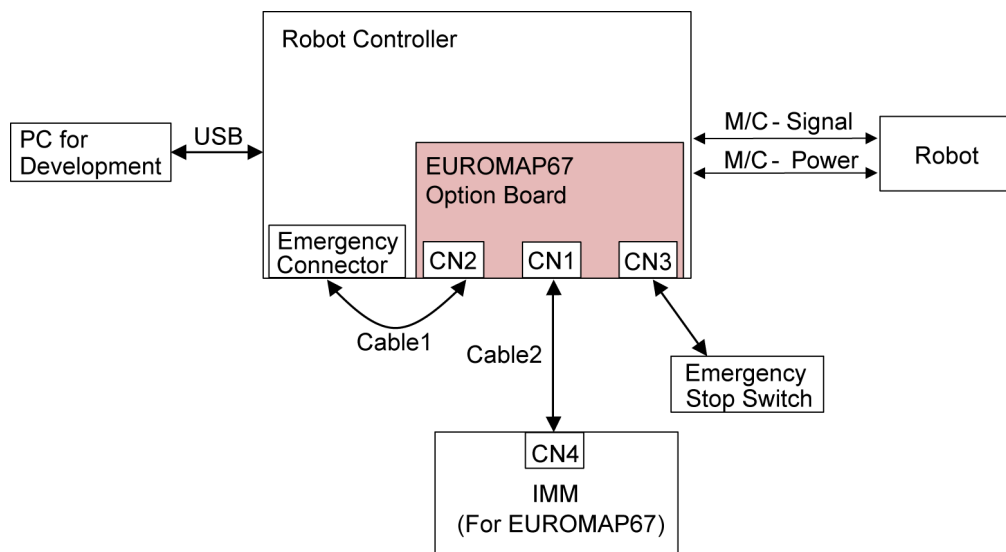 Robot Controller
PC for
Development
USB
M/C - Signal
M/C - Power
Robot
EUROMAP67
Option Board
Emergency
Connector
CN2
CN1
CN3
Cable1
Cable2
Emergency
Stop Switch
CN4
IMM
(For EUROMAP67)